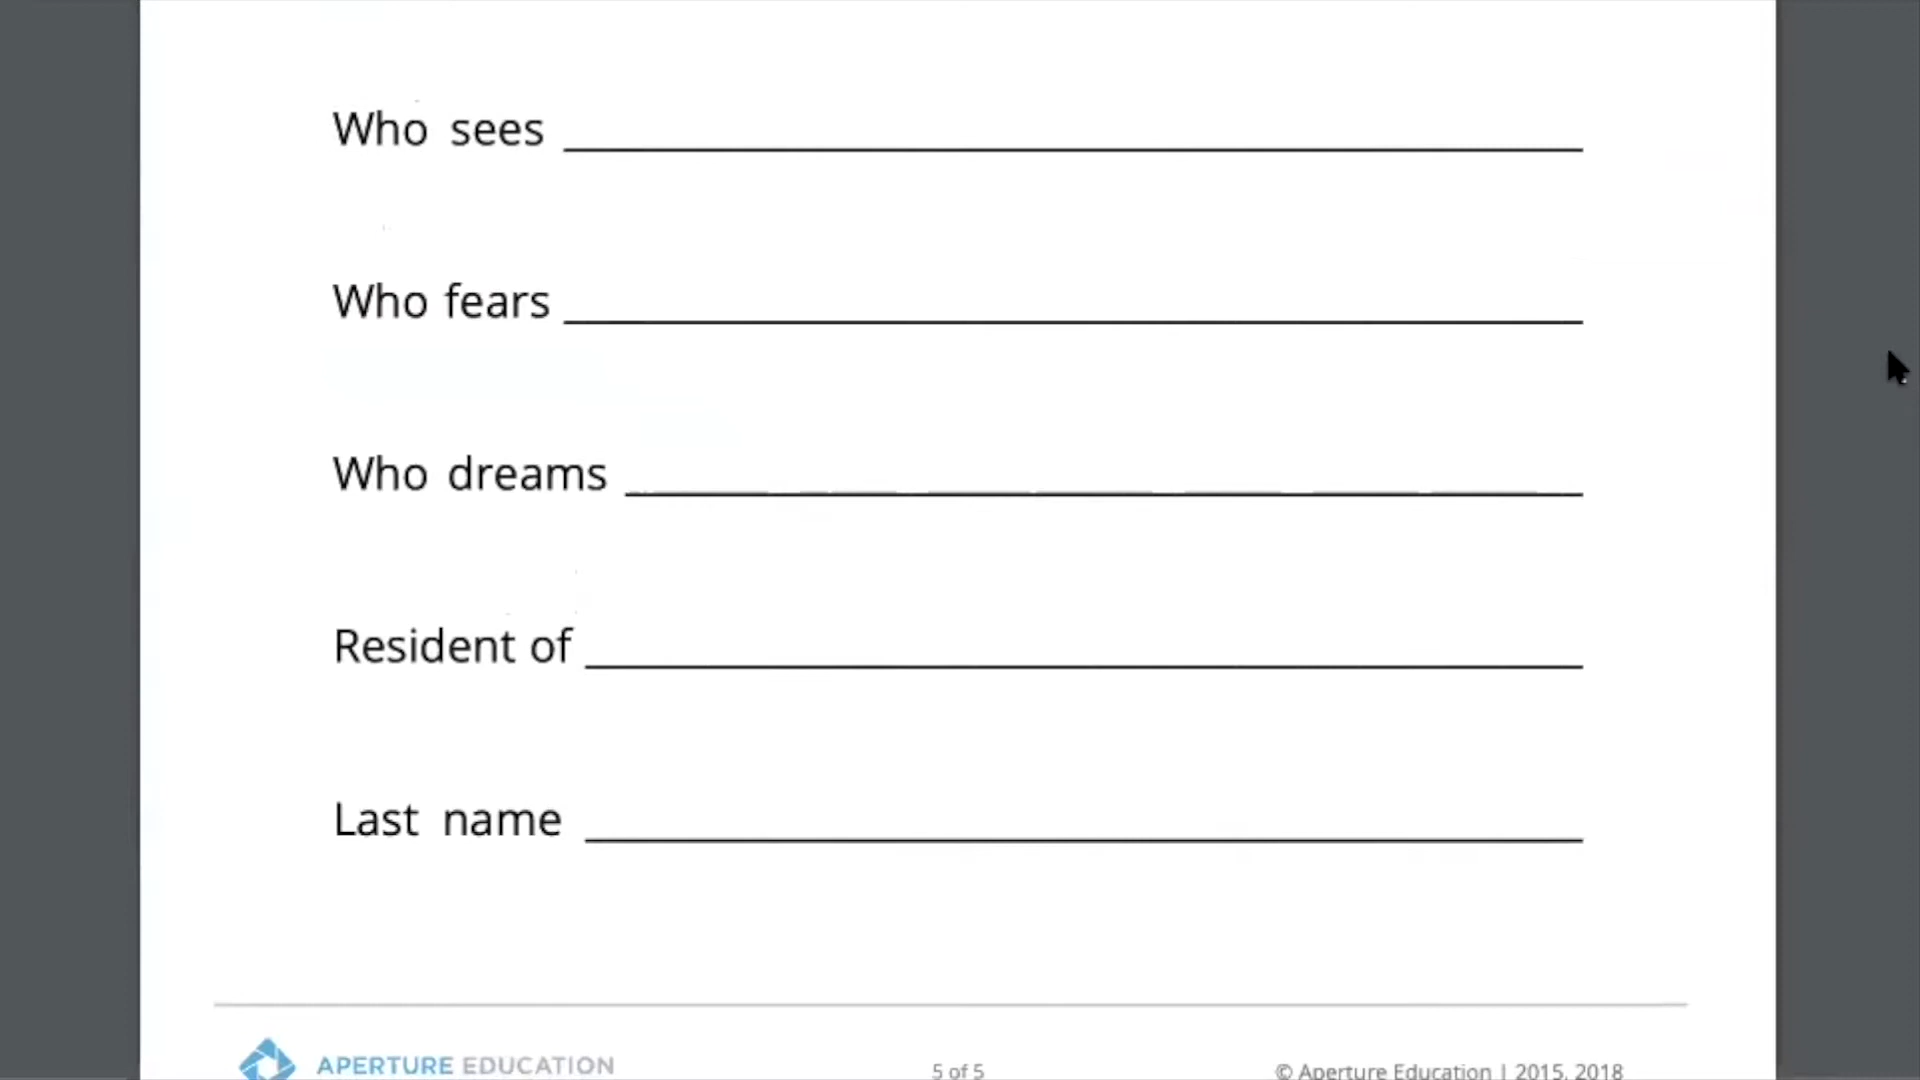 Who sees
Who fears
Who dreams
Resident of
Last name
APERTURE EDUCATION
5 of 5
© Aperture Education | 2015, 2018